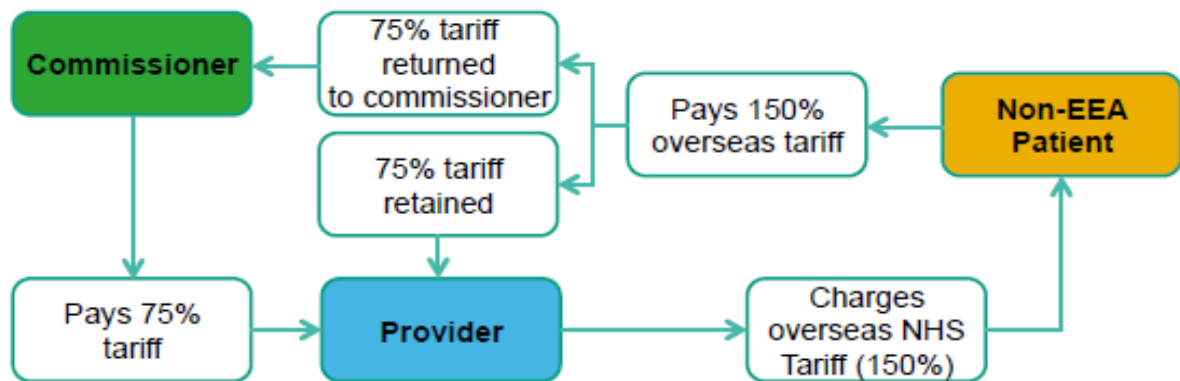 Commissioner
75% tariff
returned
to commissioner
Pays 150%
overseas tariff
Non-EEA
Patient
75% tariff
retained
Pays 75%
tariff
Provider
Charges
overseas NHS
Tariff (150%)